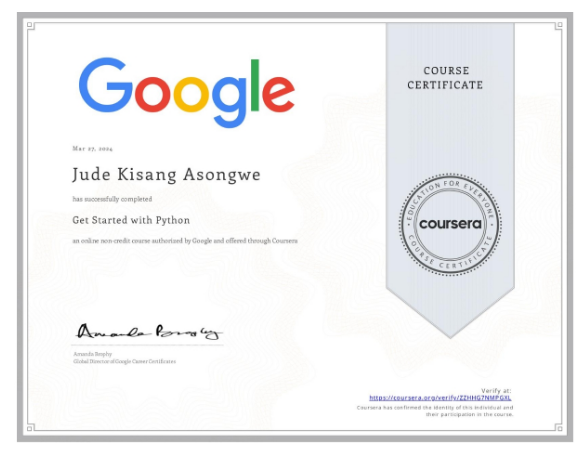 Google
COURSE
CERTIFICATE
Mar 27, 2024
Jude Kisang Asongwe
has successfully completed
Get Started with Python
an online non-credit course authorized by Google and offered through Coursera
EDUCATION FOR EVERYONE
coursera
COURSE CERTIFICATE
Amanda Brophy
Amanda Brophy
Global Director of Google Career Certificates
Verify at:
https://coursera.org/verify/ZZHHG7NMPGXL
Coursera has confirmed the identity of this individual and
their participation in the course.